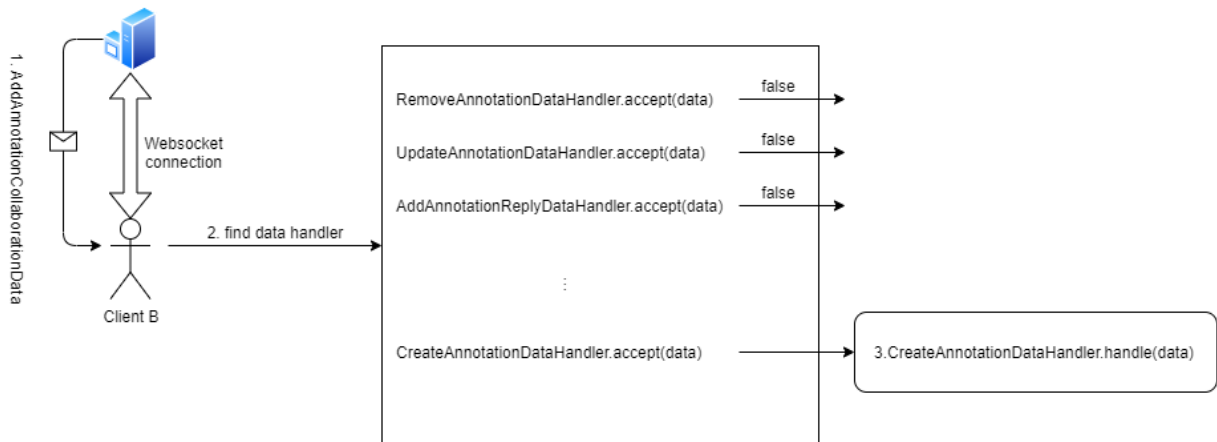 1. AddAnnotationCollaborationData
Websocket
connection
Client B
2. find data handler
RemoveAnnotationDataHandler.accept(data)
false
UpdateAnnotationDataHandler.accept(data)
false
AddAnnotationReplyDataHandler.accept(data)
false
⋮
CreateAnnotationDataHandler.accept(data)
3.CreateAnnotationDataHandler.handle(data)